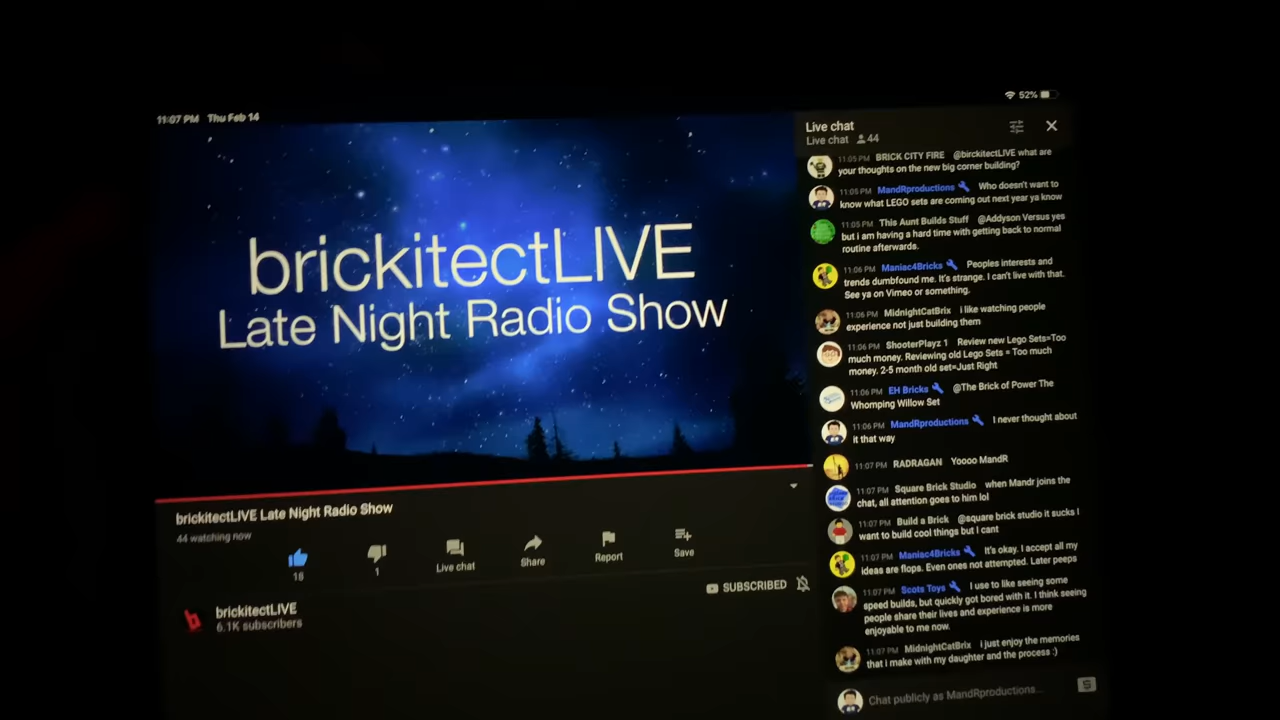 11:07 PM Thu Feb 14
52%
brickitectLIVE
Late Night Radio Show
brickitectLIVE Late Night Radio Show
44 watching now
18
1
Live chat
Share
Report
Save
brickitectLIVE
6.1K subscribers
SUBSCRIBED
Live chat
Live chat 44
11:05 PM BRICK CITY FIRE @birckitectLIVE what are
your thoughts on the new big corner building?
11:05 PM MandRproductions Who doesn't want to
know what LEGO sets are coming out next year ya know
11:05 PM This Aunt Builds Stuff @Addyson Versus yes
but i am having a hard time with getting back to normal
routine afterwards.
11:06 PM Maniac4Bricks Peoples interests and
trends dumbfound me. It's strange. I can't live with that.
See ya on Vimeo or something.
11:06 PM MidnightCatBrix i like watching people
experience not just building them
11:06 PM ShooterPlayz 1 Review new Lego Sets=Too
much money. Reviewing old Lego Sets = Too much
money. 2-5 month old set=Just Right
11:06 PM EH Bricks @The Brick of Power The
Whomping Willow Set
11:06 PM MandRproductions I never thought about
it that way
11:07 PM RADRAGAN Yoooo MandR
11:07 PM Square Brick Studio when Mandr joins the
chat, all attention goes to him lol
11:07 PM Build a Brick @square brick studio it sucks I
want to build cool things but I cant
11:07 PM Maniac4Bricks It's okay. I accept all my
ideas are flops. Even ones not attempted. Later peeps
11:07 PM Scots Toys I use to like seeing some
speed builds, but quickly got bored with it. I think seeing
people share their lives and experience is more
enjoyable to me now.
11:07 PM MidnightCatBrix i just enjoy the memories
that i make with my daughter and the process :)
Chat publicly as MandRproductions...